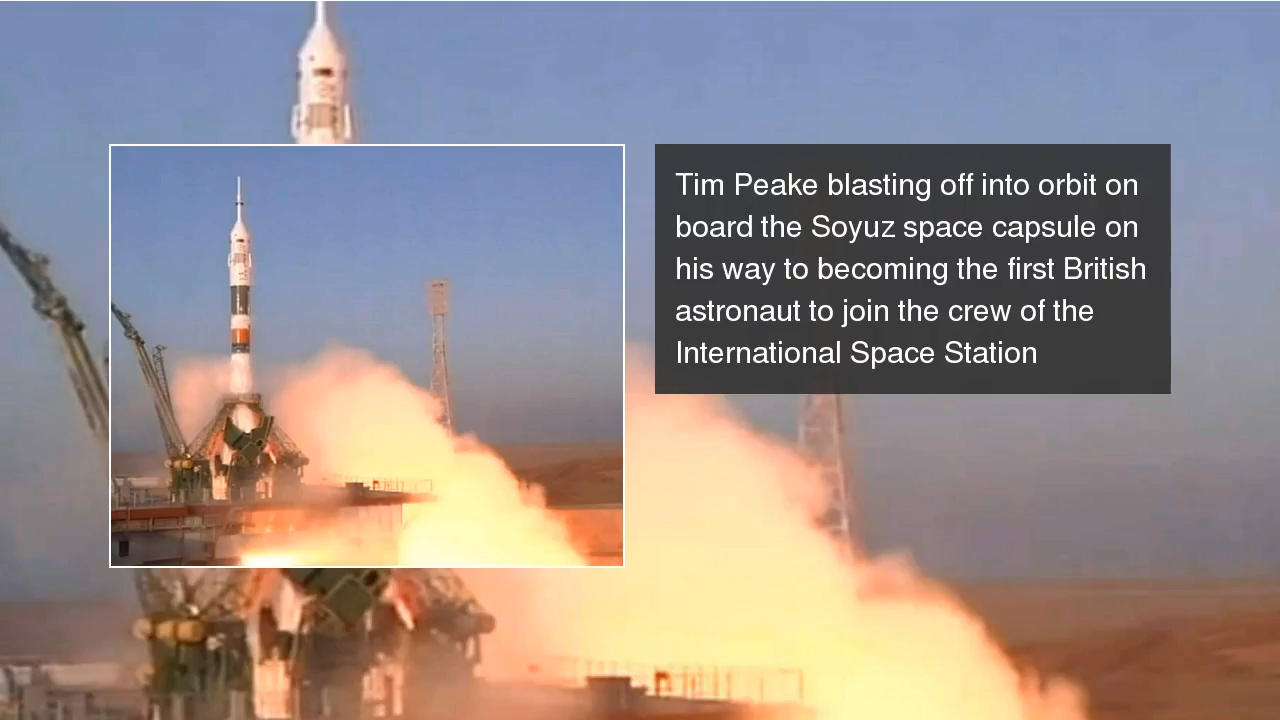 Tim Peake blasting off into orbit on
board the Soyuz space capsule on
his way to becoming the first British
astronaut to join the crew of the
International Space Station